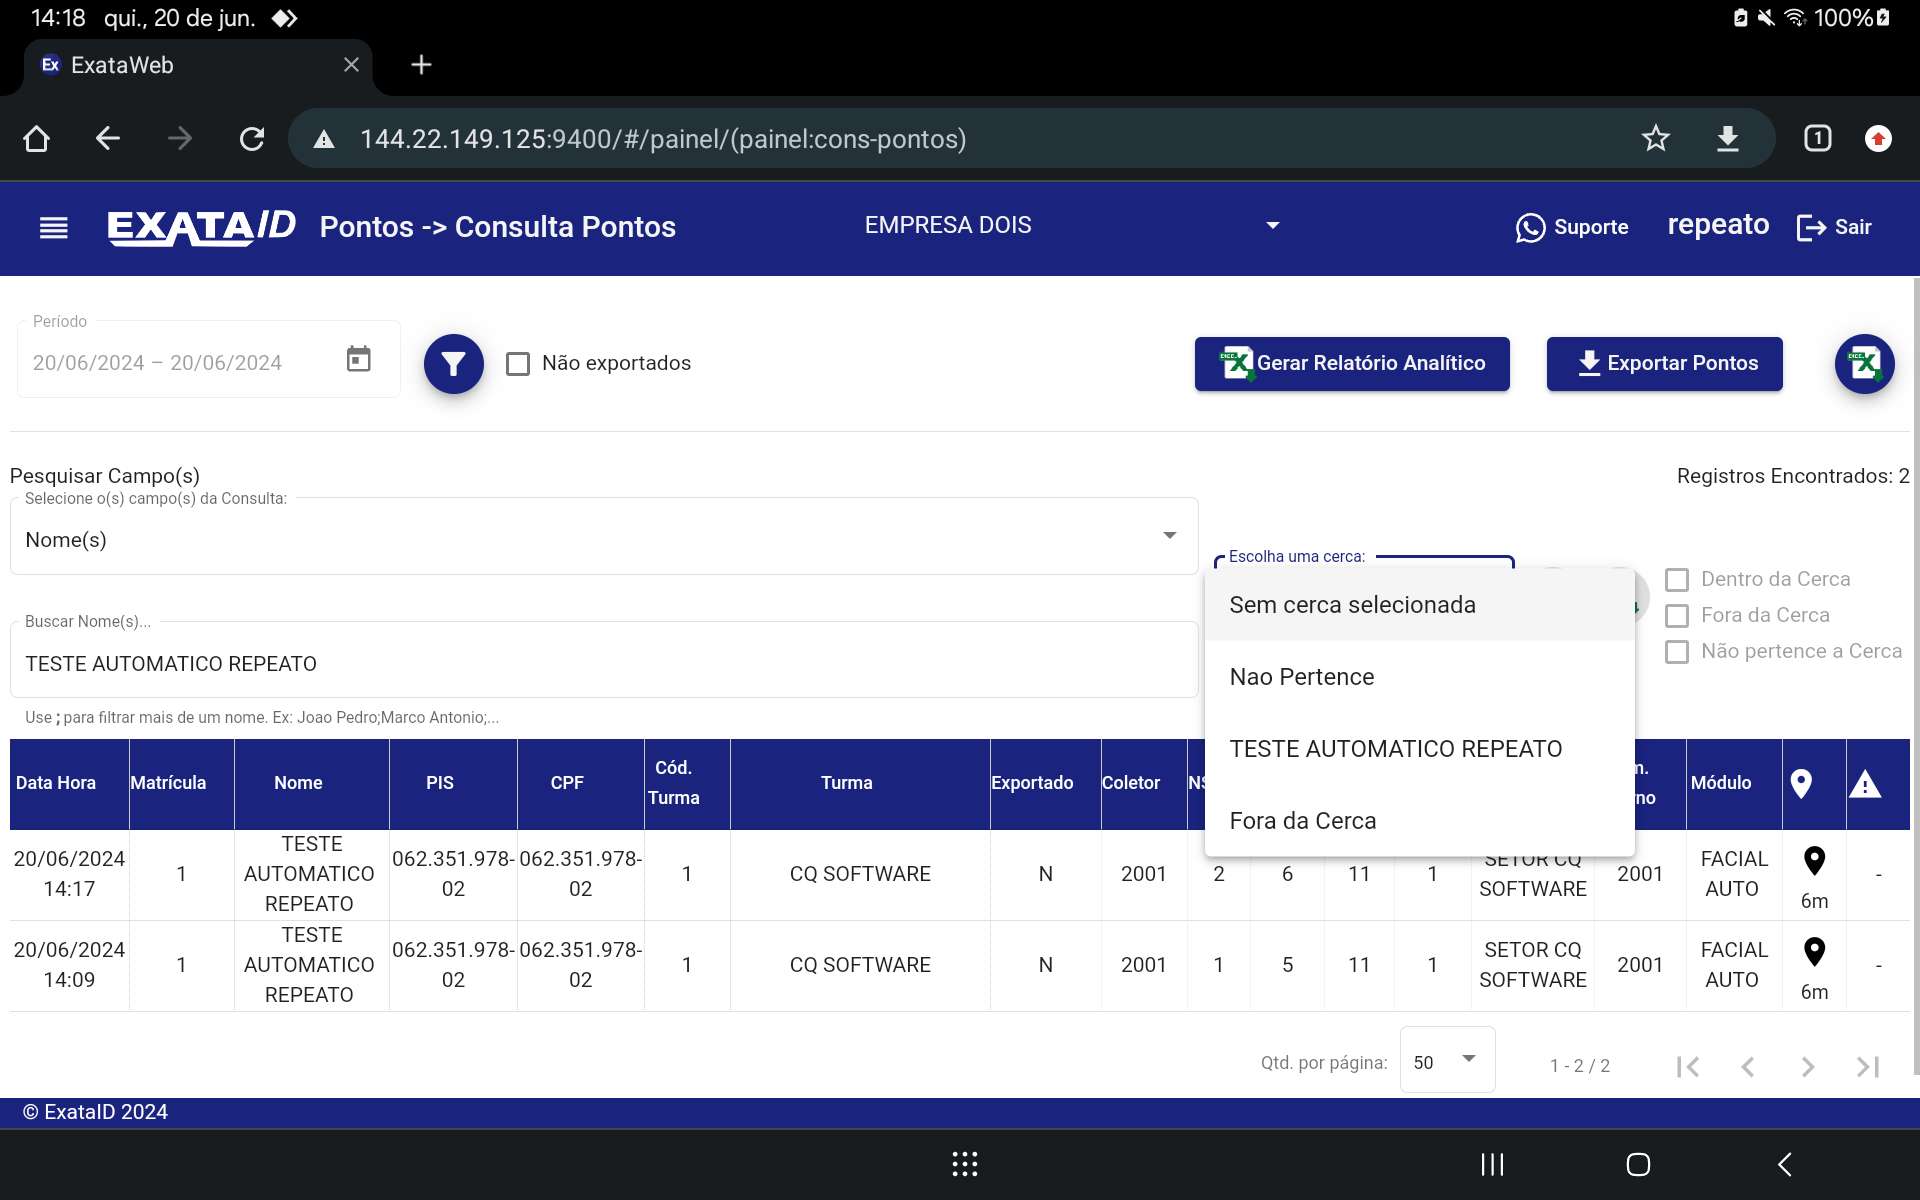 14:18 qui., 20 de jun. 100%
Ex ExataWeb
144.22.149.125:9400/#/painel/(painel:cons-pontos) 1
EXATA ID Pontos -> Consulta Pontos EMPRESA DOIS Suporte repeato Sair
Período
20/06/2024 – 20/06/2024 Não exportados Gerar Relatório Analítico Exportar Pontos
Pesquisar Campo(s) Registros Encontrados: 2
Selecione o(s) campo(s) da Consulta:
Nome(s)
Escolha uma cerca:
Sem cerca selecionada
Nao Pertence
TESTE AUTOMATICO REPEATO
Fora da Cerca
Dentro da Cerca
Fora da Cerca
Não pertence a Cerca
Buscar Nome(s)...
TESTE AUTOMATICO REPEATO
Use ; para filtrar mais de um nome. Ex: Joao Pedro;Marco Antonio;...
Data Hora Matrícula Nome PIS CPF Cód. Turma Turma Exportado Coletor Módulo
20/06/2024 14:17 1 TESTE AUTOMATICO REPEATO 062.351.978-02 062.351.978-02 1 CQ SOFTWARE N 2001 2 6 11 1 SETOR CQ SOFTWARE 2001 FACIAL AUTO 6m -
20/06/2024 14:09 1 TESTE AUTOMATICO REPEATO 062.351.978-02 062.351.978-02 1 CQ SOFTWARE N 2001 1 5 11 1 SETOR CQ SOFTWARE 2001 FACIAL AUTO 6m -
Qtd. por página: 50 1 - 2 / 2
© ExataID 2024